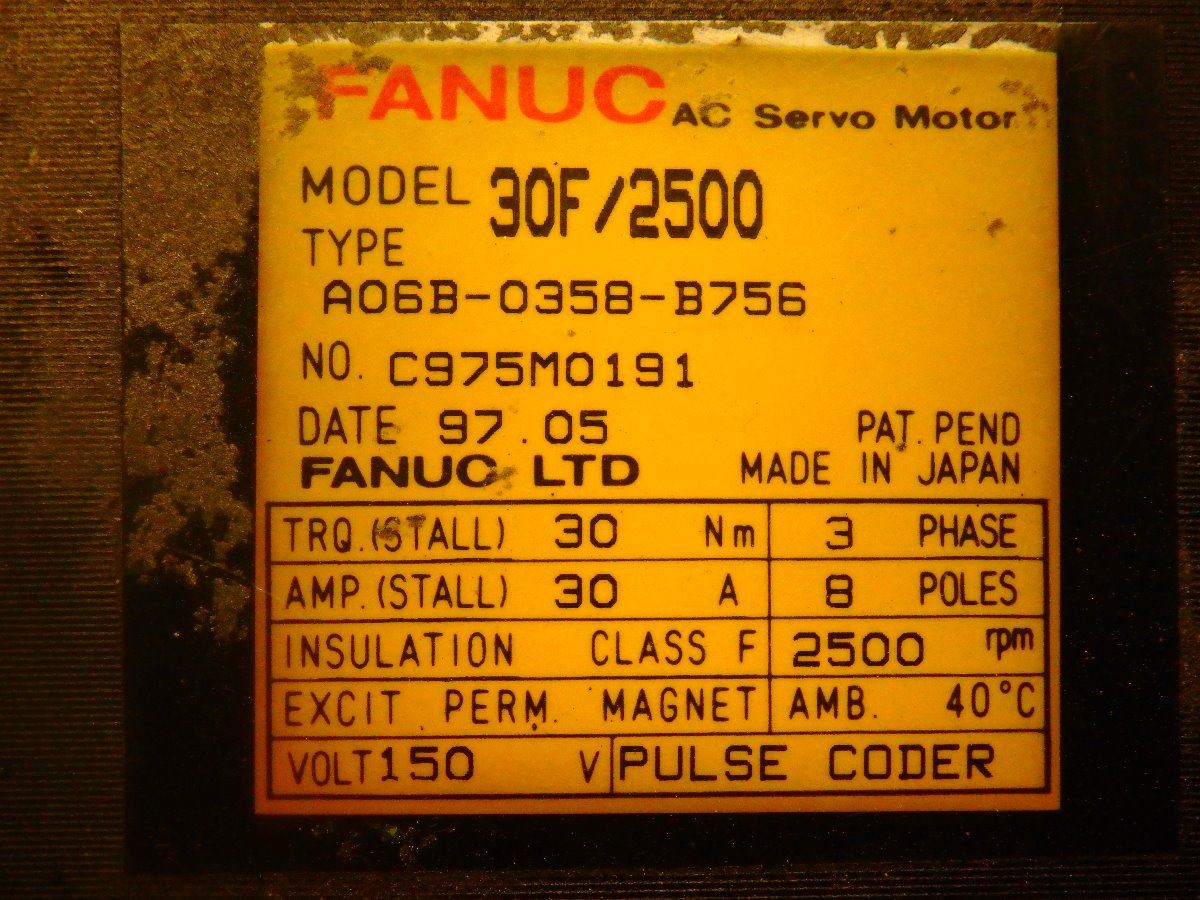 FANUC AC Servo Motor
MODEL 30F/2500
TYPE
A06B-0358-B756
NO. C975M0191
DATE 97.05 PAT. PEND
FANUC LTD MADE IN JAPAN
TRQ.(STALL) 30 Nm 3 PHASE
AMP.(STALL) 30 A 8 POLES
INSULATION CLASS F 2500 rpm
EXCIT PERM. MAGNET AMB. 40°C
VOLT 150 V PULSE CODER